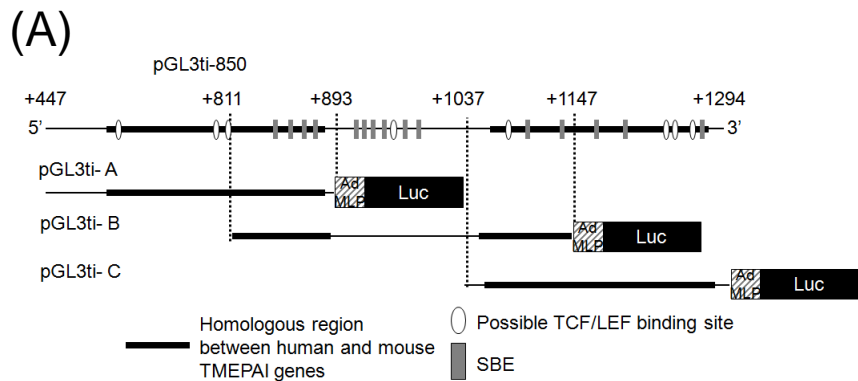 (A)
pGL3ti-850
+447 +811 +893 +1037 +1147 +1294
5’ 3’
pGL3ti- A
Ad MLP Luc
pGL3ti- B
Ad MLP Luc
pGL3ti- C
Ad MLP Luc
Homologous region
between human and mouse
TMEPAI genes
Possible TCF/LEF binding site
SBE